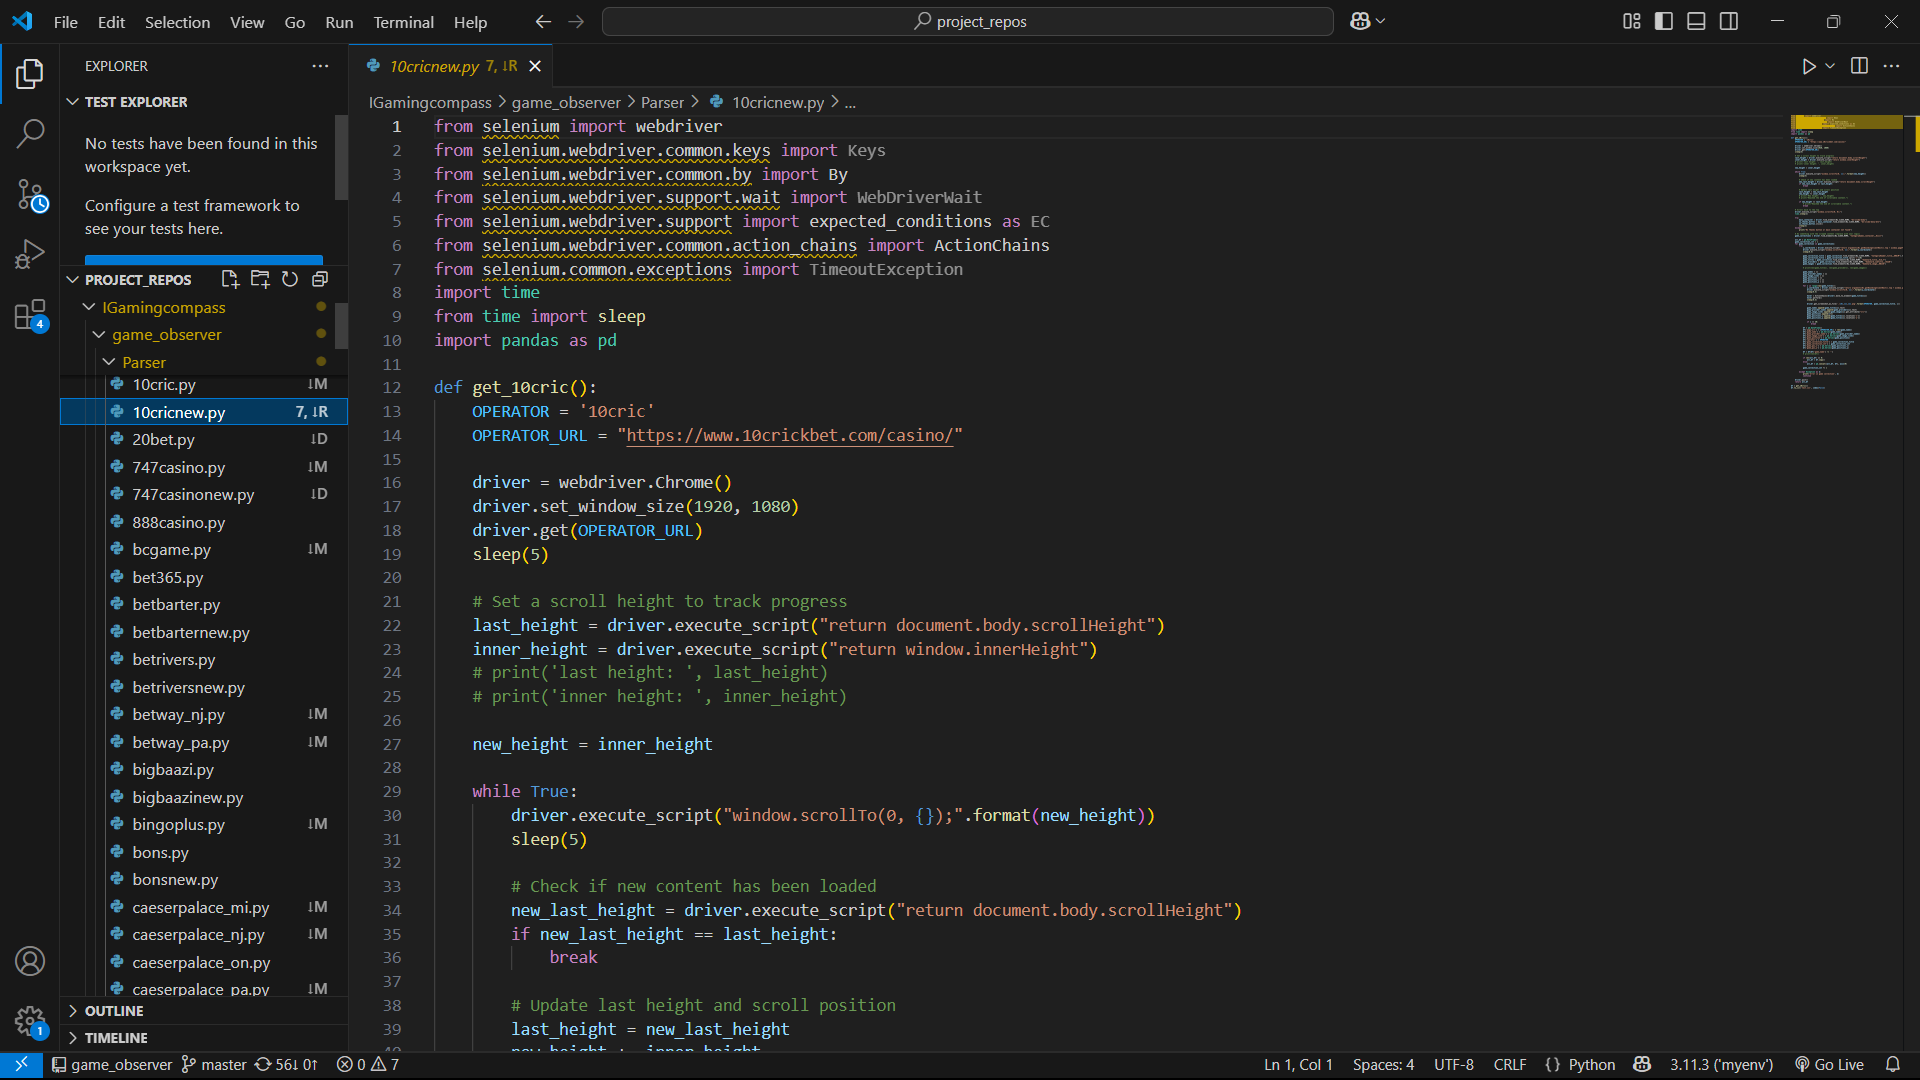 File Edit Selection View Go Run Terminal Help
project_repos
EXPLORER
TEST EXPLORER
No tests have been found in this
workspace yet.
Configure a test framework to
see your tests here.
PROJECT_REPOS
IGamingcompass
game_observer
Parser
10cric.py ↓M
10cricnew.py 7, ↓R
20bet.py ↓D
747casino.py ↓M
747casinonew.py ↓D
888casino.py
bcgame.py ↓M
bet365.py
betbarter.py
betbarternew.py
betrivers.py
betriversnew.py
betway_nj.py ↓M
betway_pa.py ↓M
bigbaazi.py
bigbaazinew.py
bingoplus.py ↓M
bons.py
bonsnew.py
caeserpalace_mi.py ↓M
caeserpalace_nj.py ↓M
caeserpalace_on.py
caeserpalace_pa.py ↓M
OUTLINE
TIMELINE
4
1
10cricnew.py 7, ↓R
IGamingcompass > game_observer > Parser > 10cricnew.py > ...
1 from selenium import webdriver
2 from selenium.webdriver.common.keys import Keys
3 from selenium.webdriver.common.by import By
4 from selenium.webdriver.support.wait import WebDriverWait
5 from selenium.webdriver.support import expected_conditions as EC
6 from selenium.webdriver.common.action_chains import ActionChains
7 from selenium.common.exceptions import TimeoutException
8 import time
9 from time import sleep
10 import pandas as pd
11
12 def get_10cric():
13 OPERATOR = '10cric'
14 OPERATOR_URL = "https://www.10crickbet.com/casino/"
15
16 driver = webdriver.Chrome()
17 driver.set_window_size(1920, 1080)
18 driver.get(OPERATOR_URL)
19 sleep(5)
20
21 # Set a scroll height to track progress
22 last_height = driver.execute_script("return document.body.scrollHeight")
23 inner_height = driver.execute_script("return window.innerHeight")
24 # print('last height: ', last_height)
25 # print('inner height: ', inner_height)
26
27 new_height = inner_height
28
29 while True:
30 driver.execute_script("window.scrollTo(0, {});".format(new_height))
31 sleep(5)
32
33 # Check if new content has been loaded
34 new_last_height = driver.execute_script("return document.body.scrollHeight")
35 if new_last_height == last_height:
36 break
37
38 # Update last height and scroll position
39 last_height = new_last_height
game_observer master 56↓ 0↑ 0 7
Ln 1, Col 1 Spaces: 4 UTF-8 CRLF {} Python 3.11.3 ('myenv') Go Live